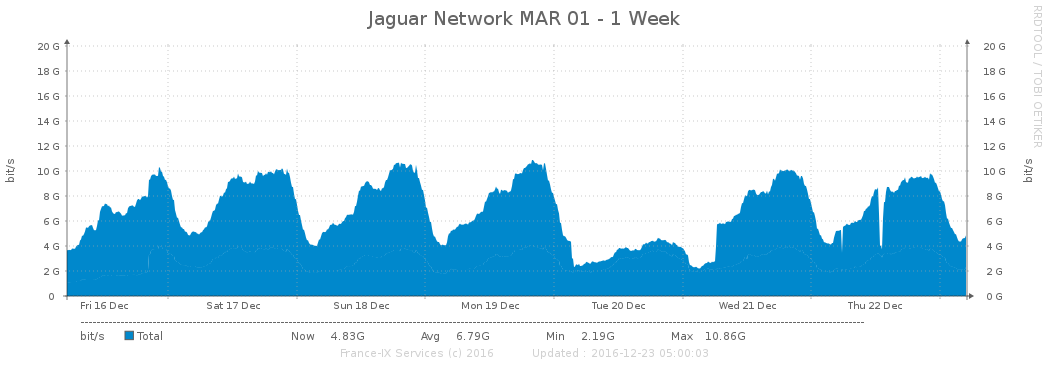 Jaguar Network MAR 01 - 1 Week
RRDTOOL / TOBI OETIKER
bit/s
bit/s
20 G 20 G
18 G 18 G
16 G 16 G
14 G 14 G
12 G 12 G
10 G 10 G
8 G 8 G
6 G 6 G
4 G 4 G
2 G 2 G
0 0 G
Fri 16 Dec Sat 17 Dec Sun 18 Dec Mon 19 Dec Tue 20 Dec Wed 21 Dec Thu 22 Dec
bit/s Total Now 4.83G Avg 6.79G Min 2.19G Max 10.86G
France-IX Services (c) 2016 Updated : 2016-12-23 05:00:03